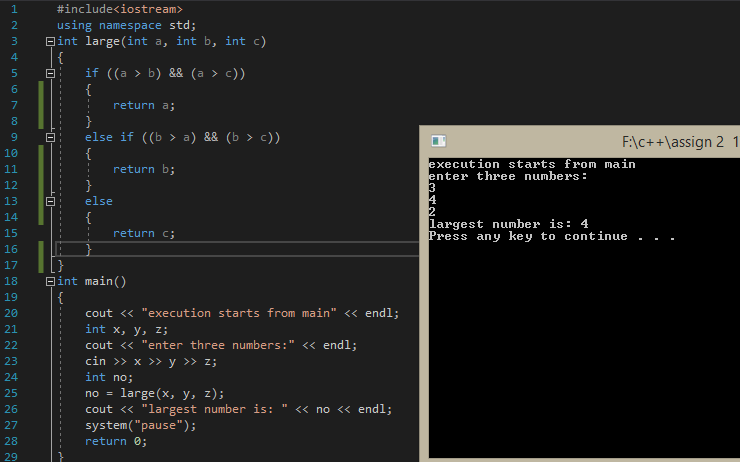 1 #include<iostream>
2 using namespace std;
3 int large(int a, int b, int c)
4 {
5 if ((a > b) && (a > c))
6 {
7 return a;
8 }
9 else if ((b > a) && (b > c))
10 {
11 return b;
12 }
13 else
14 {
15 return c;
16 }
17 }
18 int main()
19 {
20 cout << "execution starts from main" << endl;
21 int x, y, z;
22 cout << "enter three numbers:" << endl;
23 cin >> x >> y >> z;
24 int no;
25 no = large(x, y, z);
26 cout << "largest number is: " << no << endl;
27 system("pause");
28 return 0;
29 }
F:\c++\assign 2 1
execution starts from main
enter three numbers:
3
4
2
largest number is: 4
Press any key to continue . . .